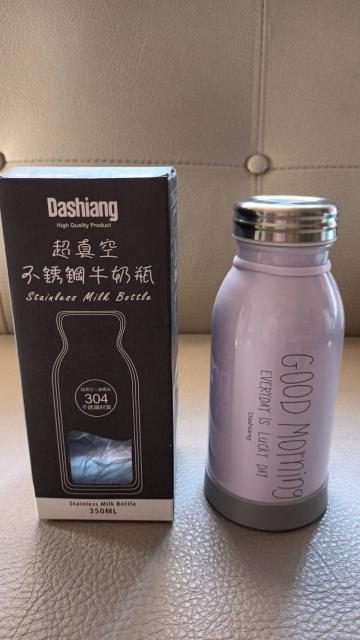 Dashiang
High Quality Product
超真空
不銹鋼牛奶瓶
Stainless Milk Bottle
304
不銹鋼材質
Stainless Milk Bottle
350ML
GOOD Morning
EVERYDAY IS LUCKY DAY
Dashiang